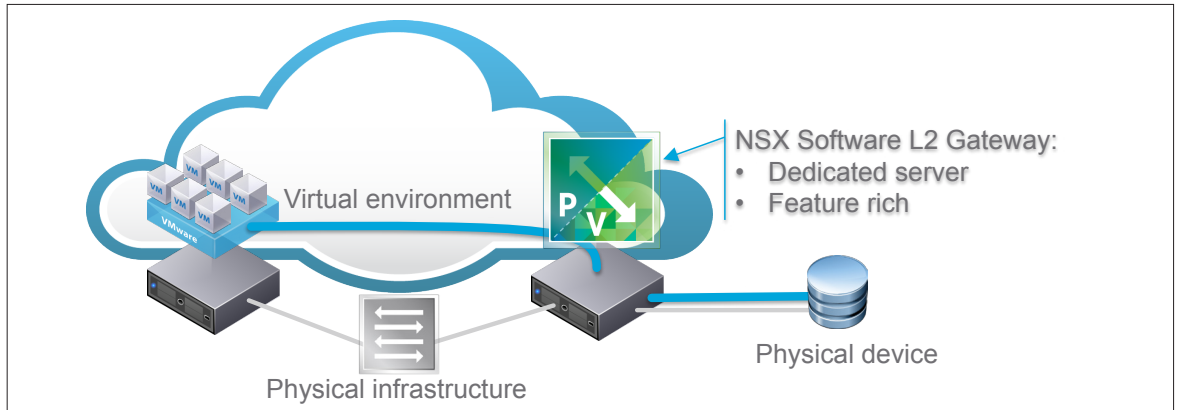 NSX Software L2 Gateway:
• Dedicated server
• Feature rich
VM VM
VM VM
VM VM
VMware
Virtual environment
P
V
Physical infrastructure
Physical device